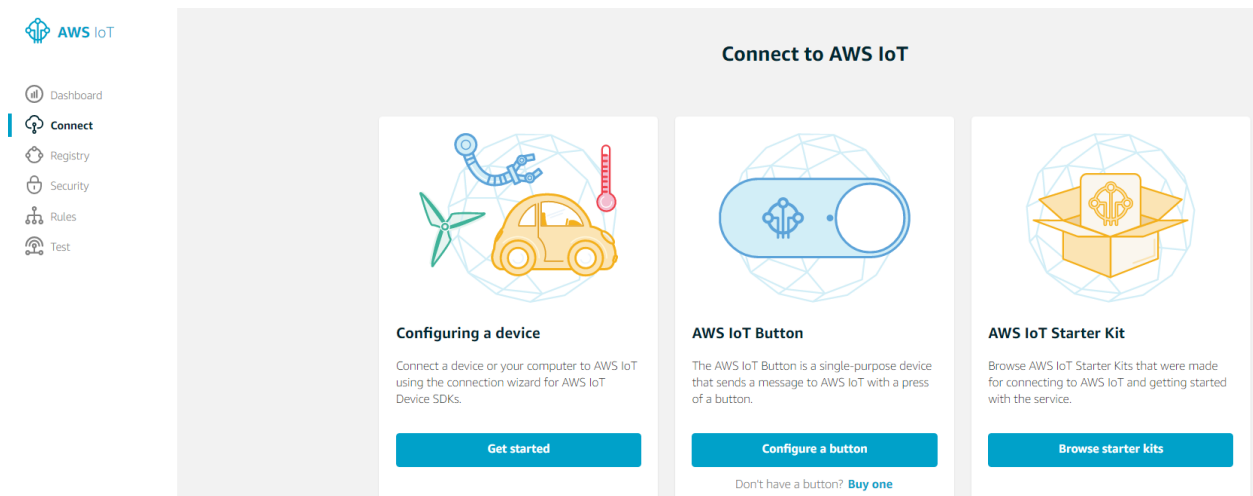 AWS IoT
Dashboard
Connect
Registry
Security
Rules
Test
Connect to AWS IoT
Configuring a device
Connect a device or your computer to AWS IoT
using the connection wizard for AWS IoT
Device SDKs.
Get started
AWS IoT Button
The AWS IoT Button is a single-purpose device
that sends a message to AWS IoT with a press
of a button.
Configure a button
Don't have a button? Buy one
AWS IoT Starter Kit
Browse AWS IoT Starter Kits that were made
for connecting to AWS IoT and getting started
with the service.
Browse starter kits